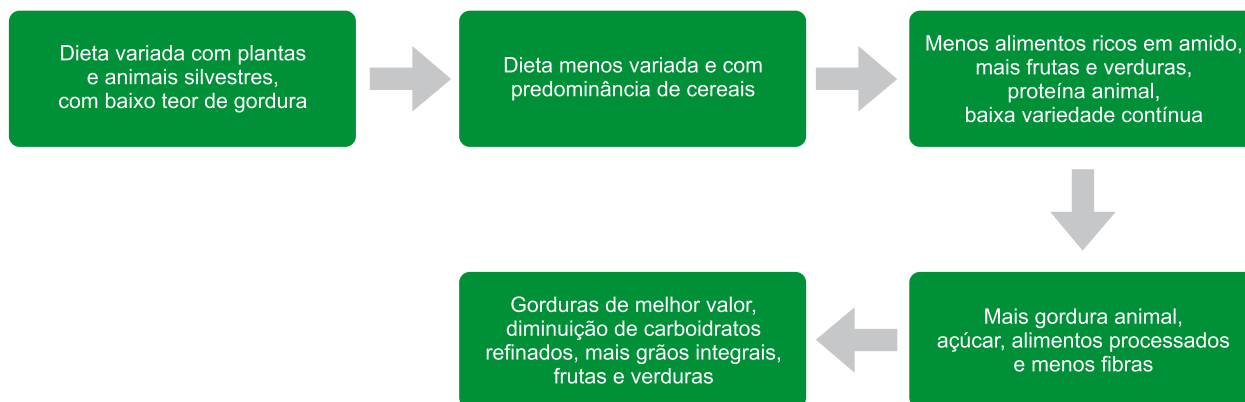 Dieta variada com plantas
e animais silvestres,
com baixo teor de gordura
Dieta menos variada e com
predominância de cereais
Menos alimentos ricos em amido,
mais frutas e verduras,
proteína animal,
baixa variedade contínua
Mais gordura animal,
açúcar, alimentos processados
e menos fibras
Gorduras de melhor valor,
diminuição de carboidratos
refinados, mais grãos integrais,
frutas e verduras